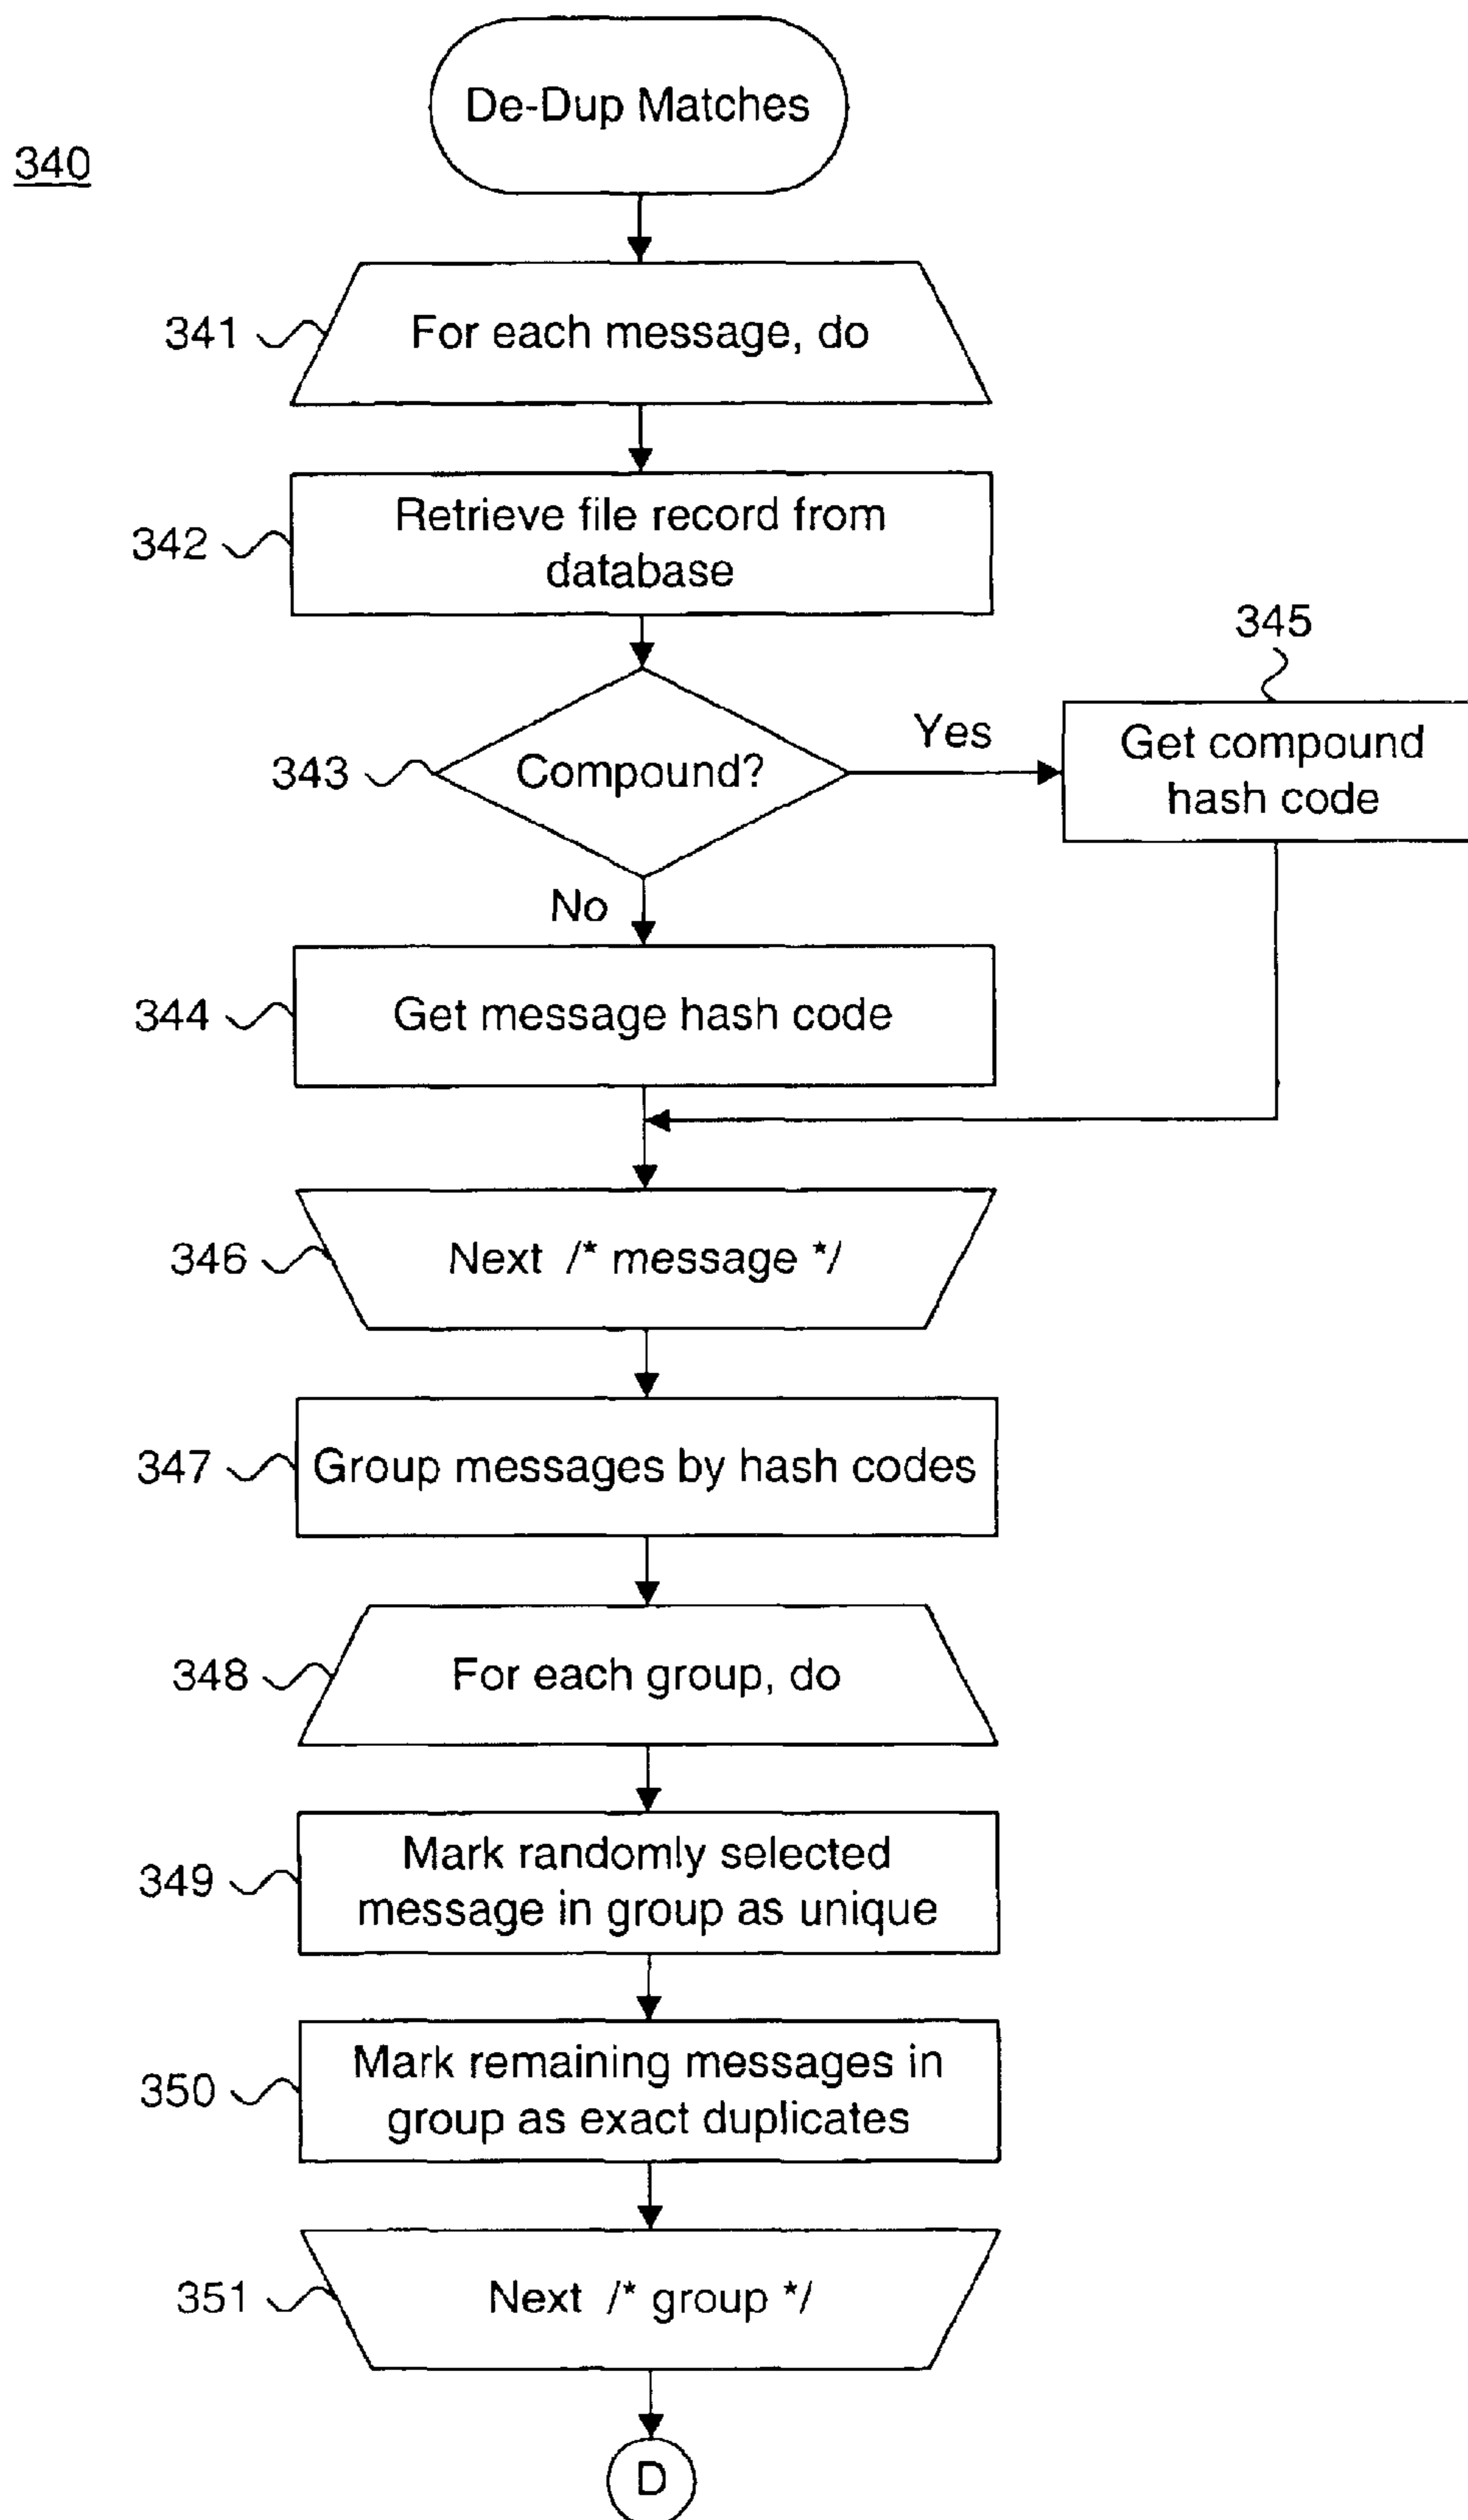 De-Dup Matches
340
341
For each message, do
342
Retrieve file record from
database
343
Compound?
Yes
345
Get compound
hash code
No
344
Get message hash code
346
Next /* message */
347
Group messages by hash codes
348
For each group, do
349
Mark randomly selected
message in group as unique
350
Mark remaining messages in
group as exact duplicates
351
Next /* group */
D